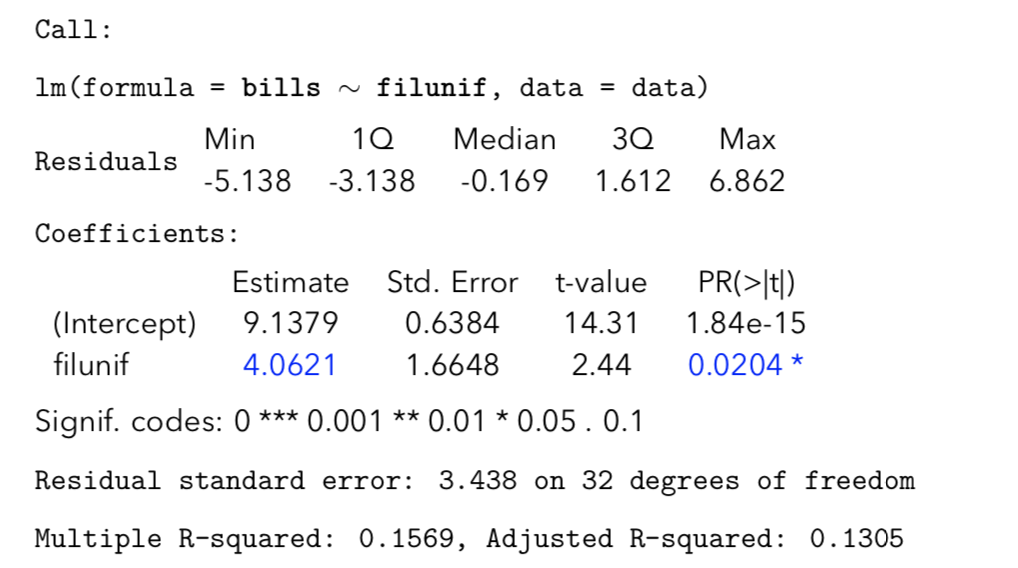 Call:
lm(formula = bills ~ filunif, data = data)
Min 1Q Median 3Q Max
Residuals
-5.138 -3.138 -0.169 1.612 6.862
Coefficients:
Estimate Std. Error t-value PR(>|t|)
(Intercept) 9.1379 0.6384 14.31 1.84e-15
filunif 4.0621 1.6648 2.44 0.0204 *
Signif. codes: 0 *** 0.001 ** 0.01 * 0.05 . 0.1
Residual standard error: 3.438 on 32 degrees of freedom
Multiple R-squared: 0.1569, Adjusted R-squared: 0.1305